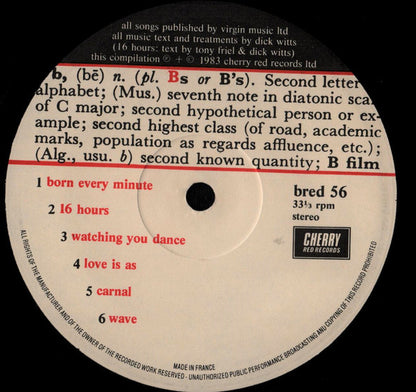 all songs published by virgin music ltd
all music text and treatments by dick witts
(16 hours: text by tony friel & dick witts)
this compilation ℗ + © 1983 cherry red records ltd
b, (bē) n. (pl. Bs or B's). Second letter
alphabet; (Mus.) seventh note in diatonic scal
of C major; second hypothetical person or ex-
ample; second highest class (of road, academic
marks, population as regards affluence, etc.);
(Alg., usu. b) second known quantity; B film
1 born every minute
2 16 hours
3 watching you dance
4 love is as
5 carnal
6 wave
bred 56
33⅓ rpm
stereo
CHERRY
RED RECORDS
MADE IN FRANCE
ALL RIGHTS OF THE MANUFACTURER AND OF THE OWNER OF THE RECORDED WORK RESERVED - UNAUTHORIZED PUBLIC PERFORMANCE BROADCASTING AND COPYING OF THIS RECORD PROHIBITED